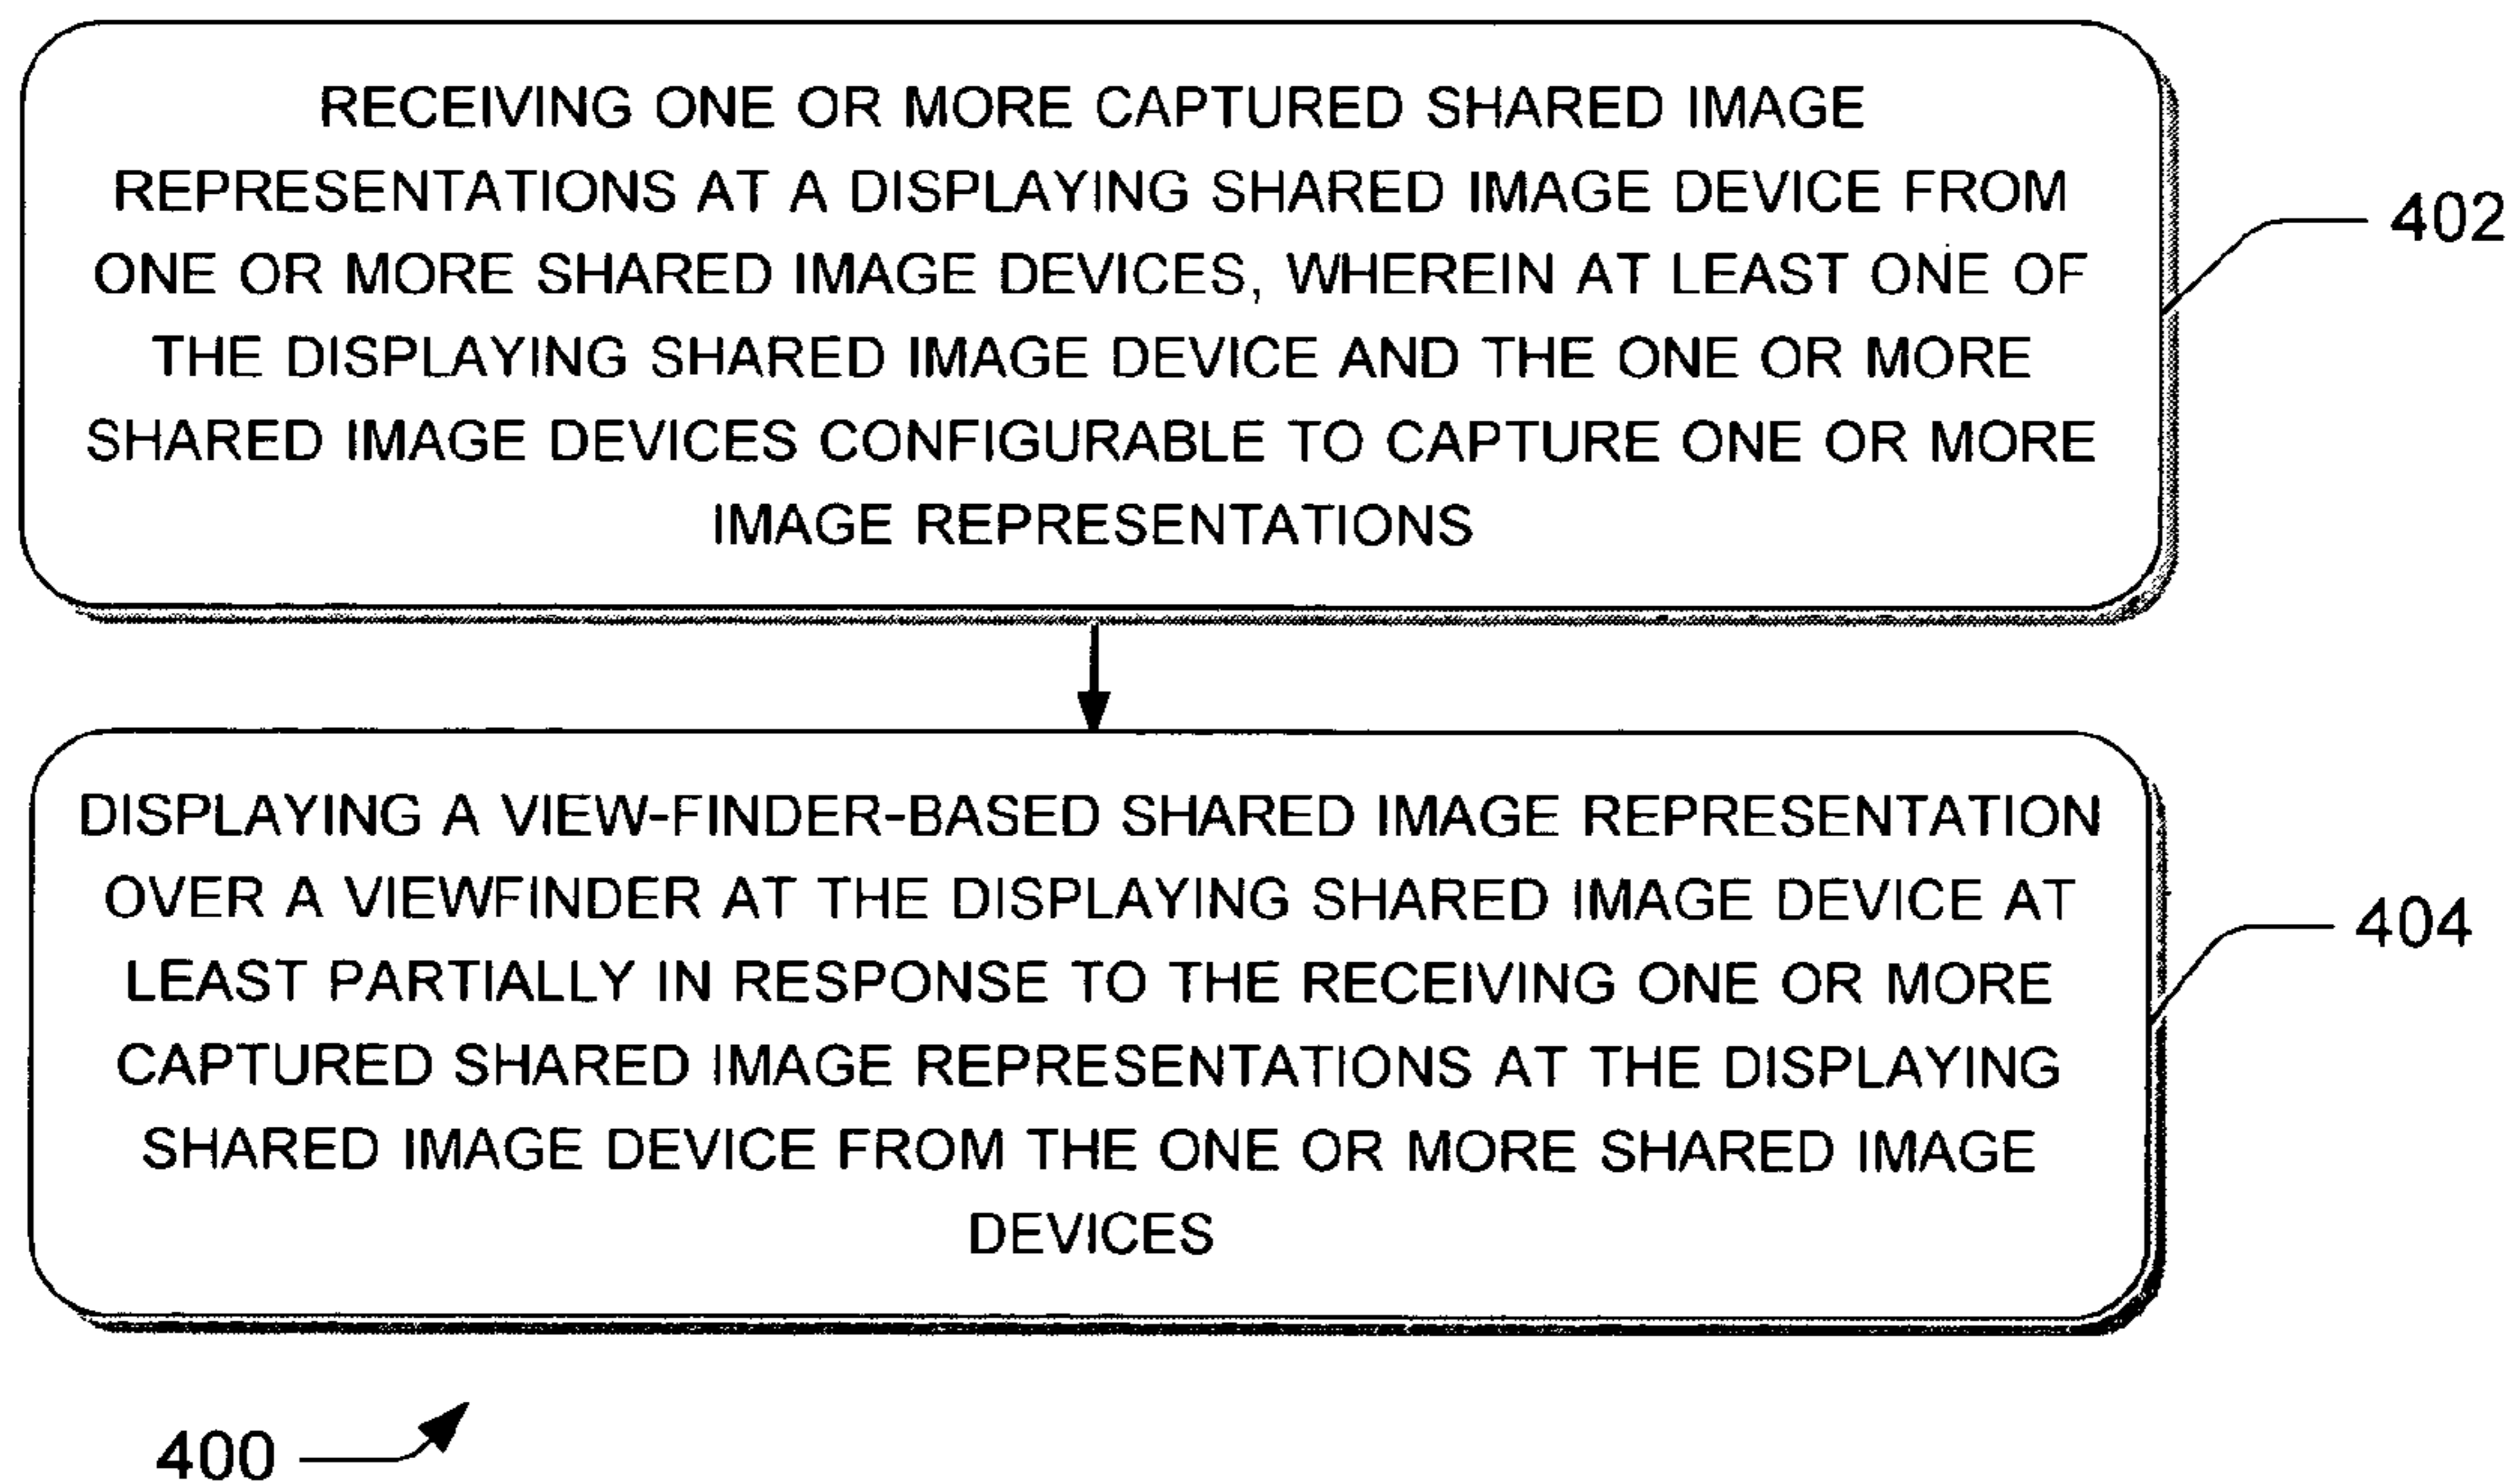 RECEIVING ONE OR MORE CAPTURED SHARED IMAGE
REPRESENTATIONS AT A DISPLAYING SHARED IMAGE DEVICE FROM
ONE OR MORE SHARED IMAGE DEVICES, WHEREIN AT LEAST ONE OF
THE DISPLAYING SHARED IMAGE DEVICE AND THE ONE OR MORE
SHARED IMAGE DEVICES CONFIGURABLE TO CAPTURE ONE OR MORE
IMAGE REPRESENTATIONS
402
DISPLAYING A VIEW-FINDER-BASED SHARED IMAGE REPRESENTATION
OVER A VIEWFINDER AT THE DISPLAYING SHARED IMAGE DEVICE AT
LEAST PARTIALLY IN RESPONSE TO THE RECEIVING ONE OR MORE
CAPTURED SHARED IMAGE REPRESENTATIONS AT THE DISPLAYING
SHARED IMAGE DEVICE FROM THE ONE OR MORE SHARED IMAGE
DEVICES
404
400